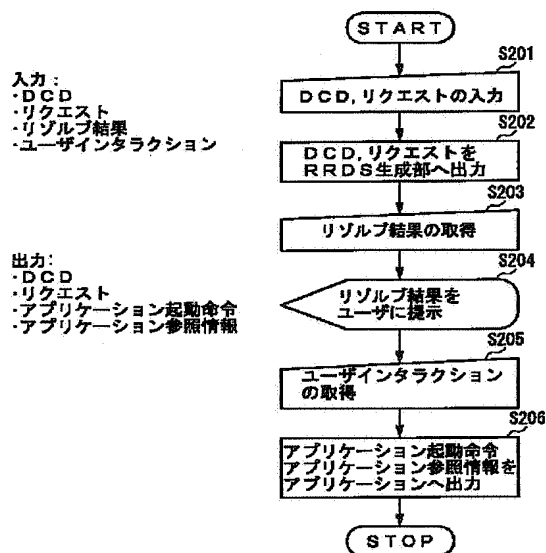 START
S201
DCD,リクエストの入力
S202
DCD,リクエストを
RRDS生成部へ出力
S203
リゾルブ結果の取得
S204
リゾルブ結果を
ユーザに提示
S205
ユーザインタラクション
の取得
S206
アプリケーション起動命令
アプリケーション参照情報を
アプリケーションへ出力
STOP
入力:
・DCD
・リクエスト
・リゾルブ結果
・ユーザインタラクション
出力:
・DCD
・リクエスト
・アプリケーション起動命令
・アプリケーション参照情報